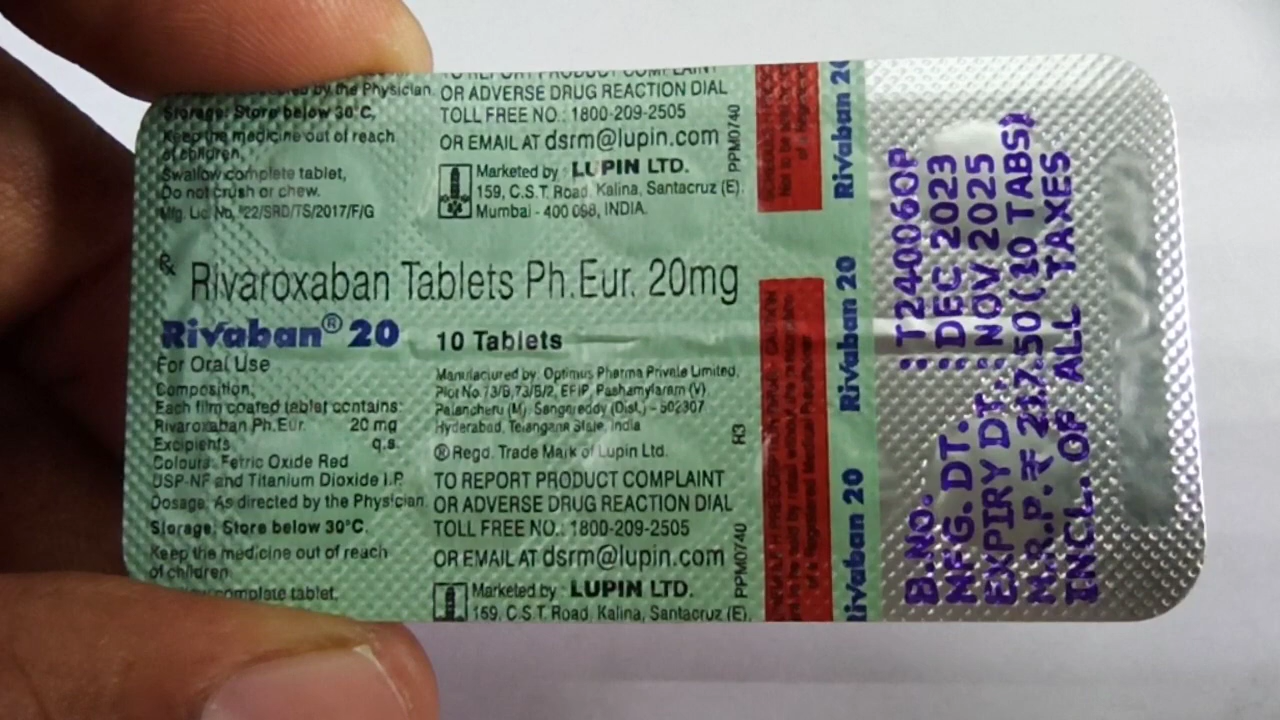 by the Physician.
Storage: Store below 30°C,
Keep the medicine out of reach
of children.
Swallow complete tablet,
Do not crush or chew.
Mfg. Lic. No. 22/SRD/TS/2017/F/G
TO REPORT PRODUCT COMPLAINT
OR ADVERSE DRUG REACTION DIAL
TOLL FREE NO.: 1800-209-2505
OR EMAIL AT dsrm@lupin.com
Marketed by : LUPIN LTD.
159, C.S.T. Road, Kalina, Santacruz (E),
Mumbai - 400 098, INDIA.
PPM0740
Rx
Rivaroxaban Tablets Ph.Eur. 20mg
Rivaban® 20
10 Tablets
For Oral Use
Composition:
Each film coated tablet contains:
Rivaroxaban Ph.Eur. 20 mg
Excipients q.s.
Colours: Ferric Oxide Red
USP-NF and Titanium Dioxide I.P.
Dosage: As directed by the Physician.
Storage: Store below 30°C.
Keep the medicine out of reach
of children.
complete tablet,
Manufactured by: Optimus Pharma Private Limited,
Plot No.73/B,73/B/2, EPIP, Pashamylaram (V)
Patancheru (M), Sangareddy (Dist.) - 502307
Hyderabad, Telangana State, India
® Regd. Trade Mark of Lupin Ltd.
R3
TO REPORT PRODUCT COMPLAINT
OR ADVERSE DRUG REACTION DIAL
TOLL FREE NO.: 1800-209-2505
OR EMAIL AT dsrm@lupin.com
Marketed by : LUPIN LTD.
159, C.S.T. Road, Kalina, Santacruz (E),
PPM0740
Rivaban 20
Rivaban 20
Rivaban 20
B.NO. : T240060P
MFG. DT. : DEC 2023
EXPIRY DT. : NOV 2025
M.R.P. ₹ 217.50 (10 TABS)
INCL. OF ALL TAXES